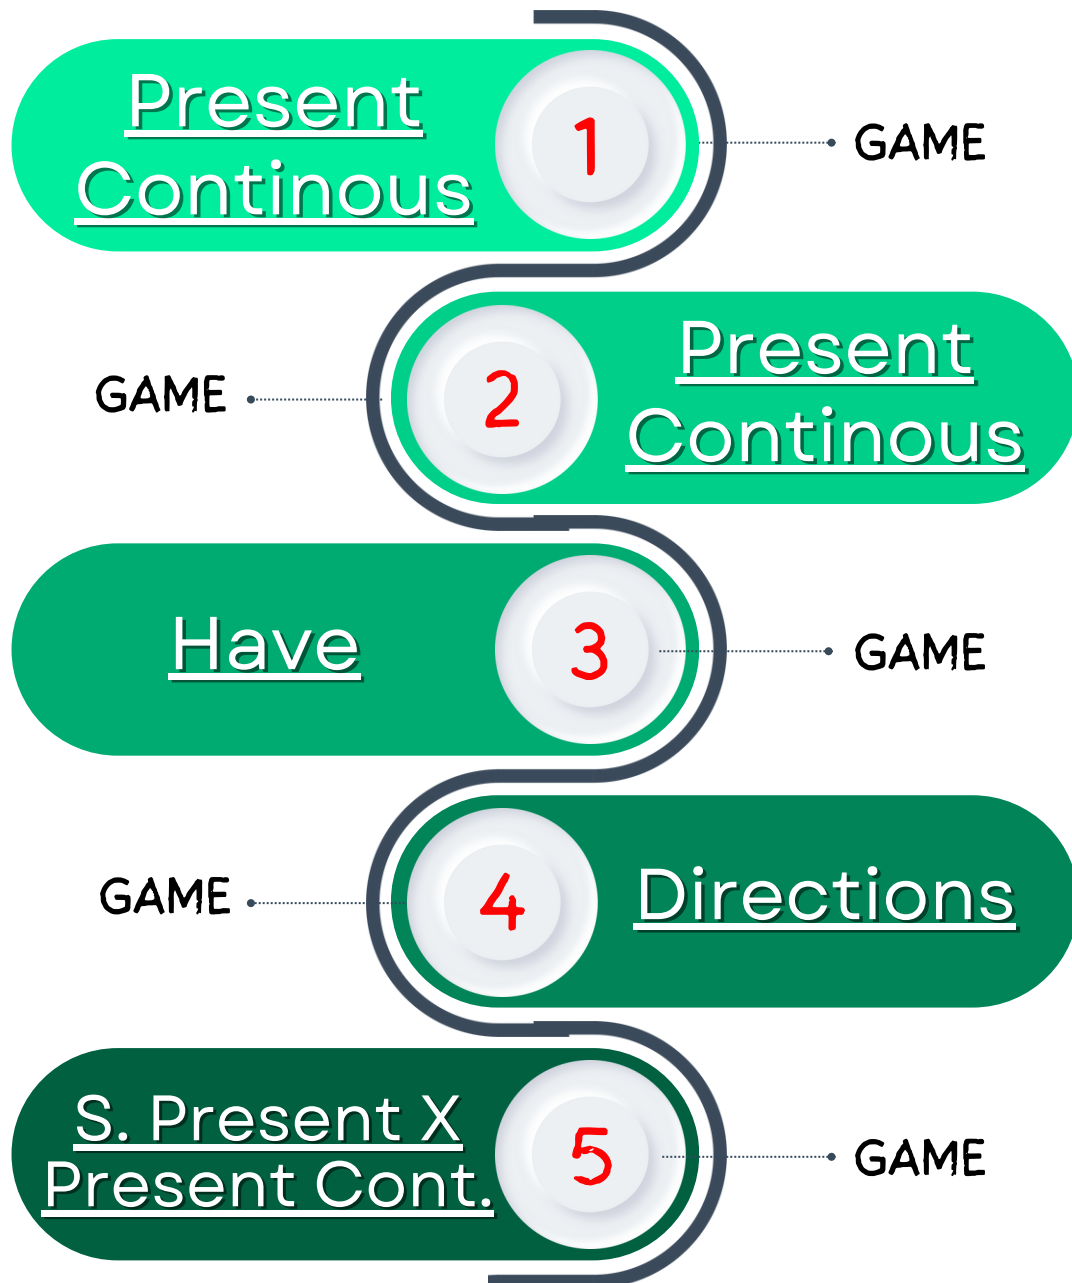 Present
Continous
1
GAME
GAME
2
Present
Continous
Have
3
GAME
GAME
4
Directions
S. Present X
Present Cont.
5
GAME